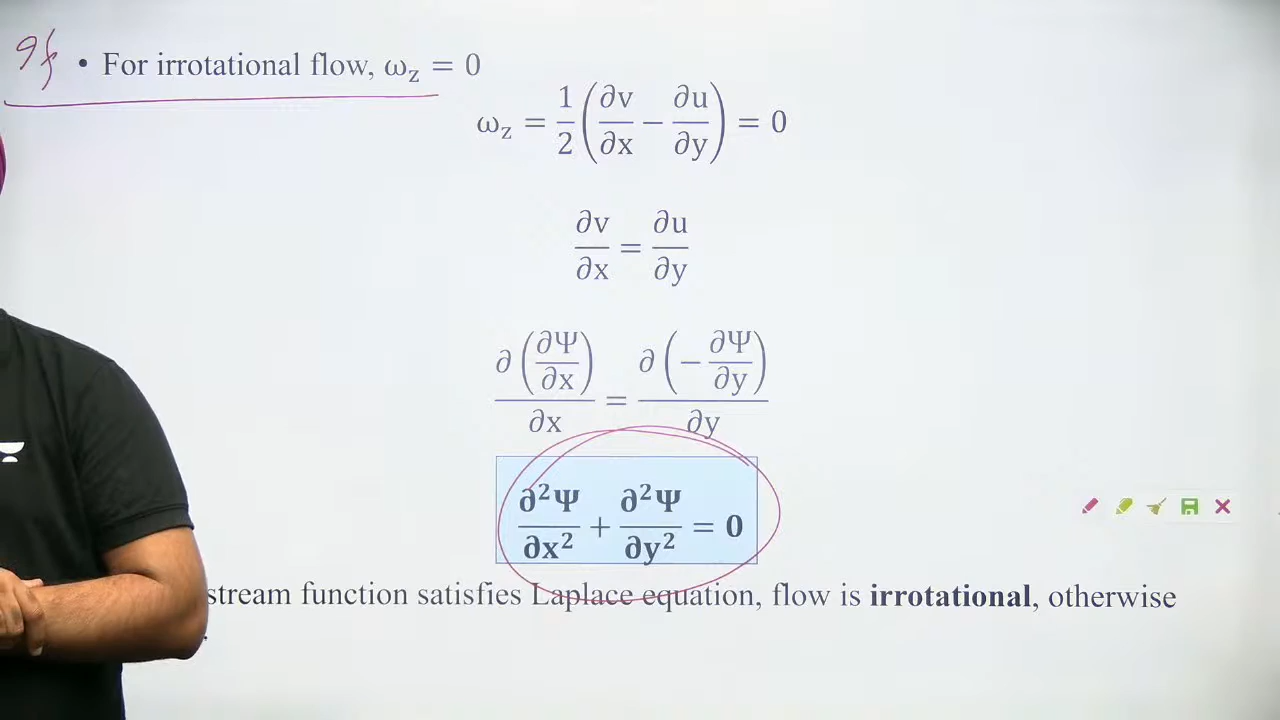 If • For irrotational flow, ω_z = 0
ω_z = 1/2 (∂v/∂x − ∂u/∂y) = 0
∂v/∂x = ∂u/∂y
∂(∂Ψ/∂x)/∂x = ∂(−∂Ψ/∂y)/∂y
∂²Ψ/∂x² + ∂²Ψ/∂y² = 0
stream function satisfies Laplace equation, flow is irrotational, otherwise